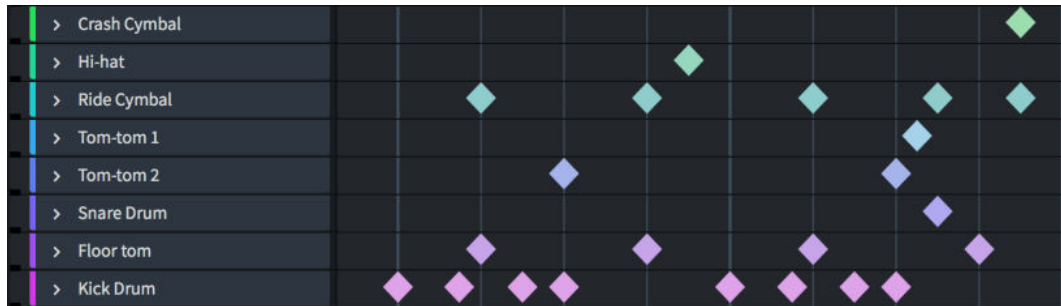 Crash Cymbal
Hi-hat
Ride Cymbal
Tom-tom 1
Tom-tom 2
Snare Drum
Floor tom
Kick Drum